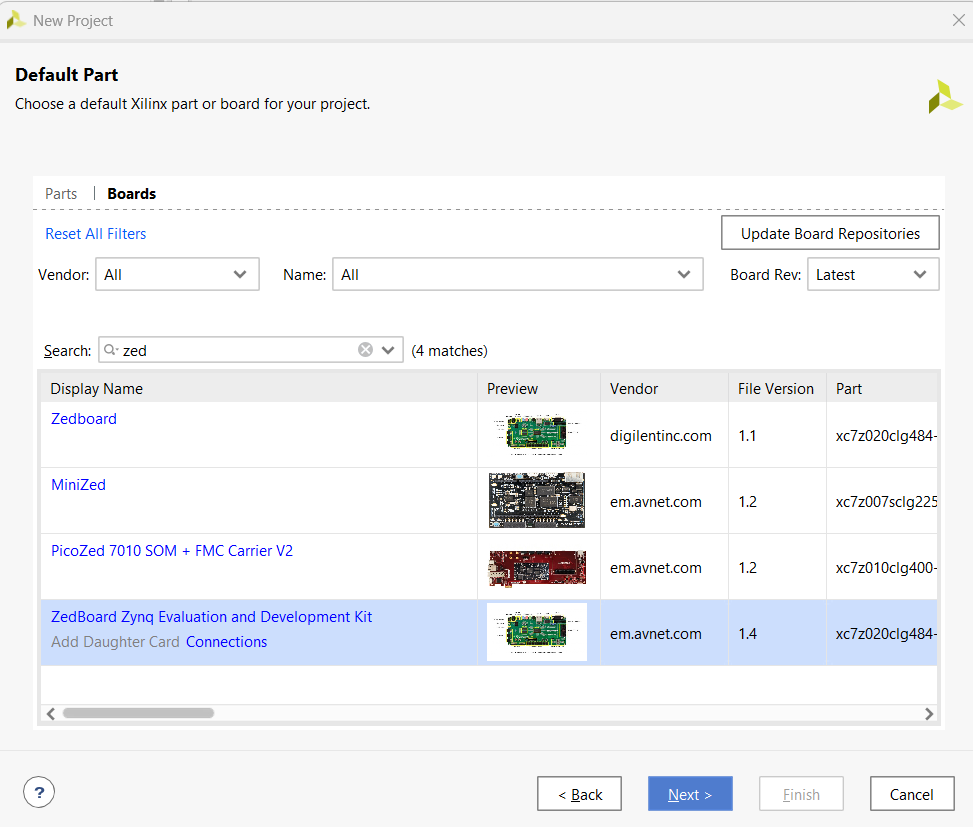 New Project
Default Part
Choose a default Xilinx part or board for your project.
Parts | Boards
Reset All Filters
Update Board Repositories
Vendor: All Name: All Board Rev: Latest
Search: zed (4 matches)
Display Name Preview Vendor File Version Part
Zedboard digilentinc.com 1.1 xc7z020clg484-
MiniZed em.avnet.com 1.2 xc7z007sclg225
PicoZed 7010 SOM + FMC Carrier V2 em.avnet.com 1.2 xc7z010clg400-
ZedBoard Zynq Evaluation and Development Kit em.avnet.com 1.4 xc7z020clg484-
Add Daughter Card Connections
? < Back Next > Finish Cancel